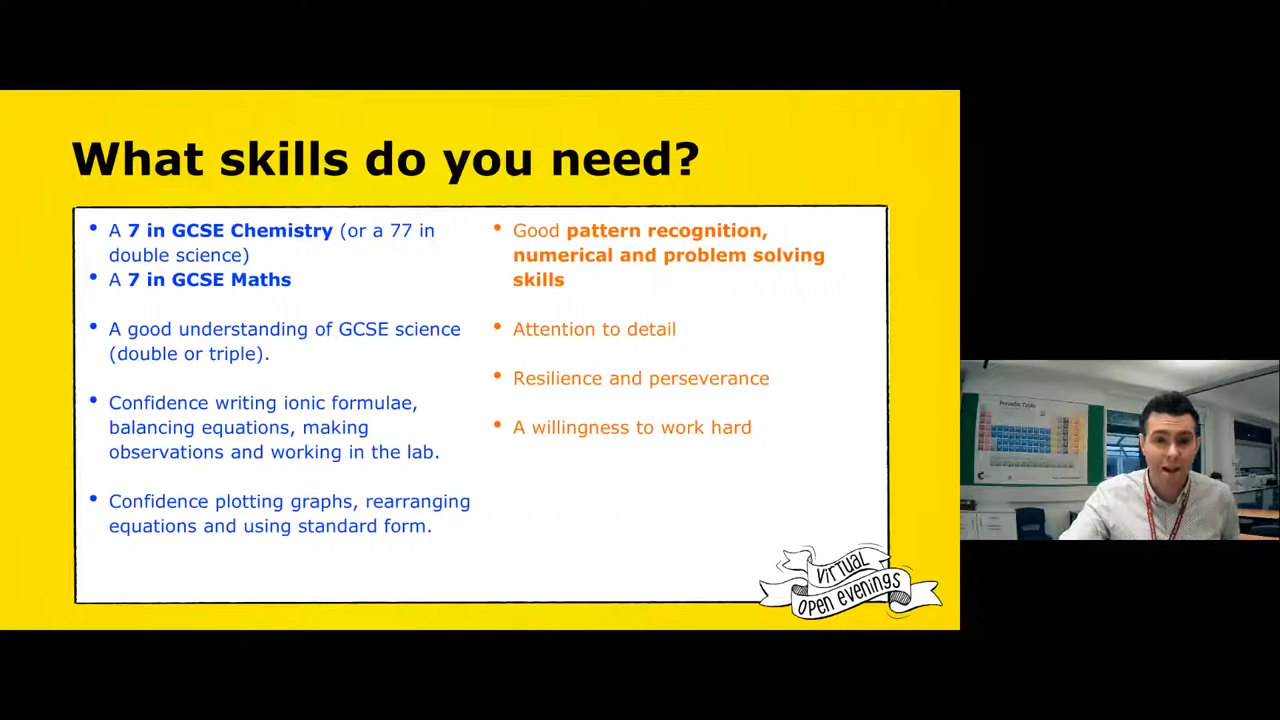 What skills do you need?
• A 7 in GCSE Chemistry (or a 77 in
double science)
• A 7 in GCSE Maths
• A good understanding of GCSE science
(double or triple).
• Confidence writing ionic formulae,
balancing equations, making
observations and working in the lab.
• Confidence plotting graphs, rearranging
equations and using standard form.
• Good pattern recognition,
numerical and problem solving
skills
• Attention to detail
• Resilience and perseverance
• A willingness to work hard
VIRTUAL
OPEN EVENINGS
Periodic Table